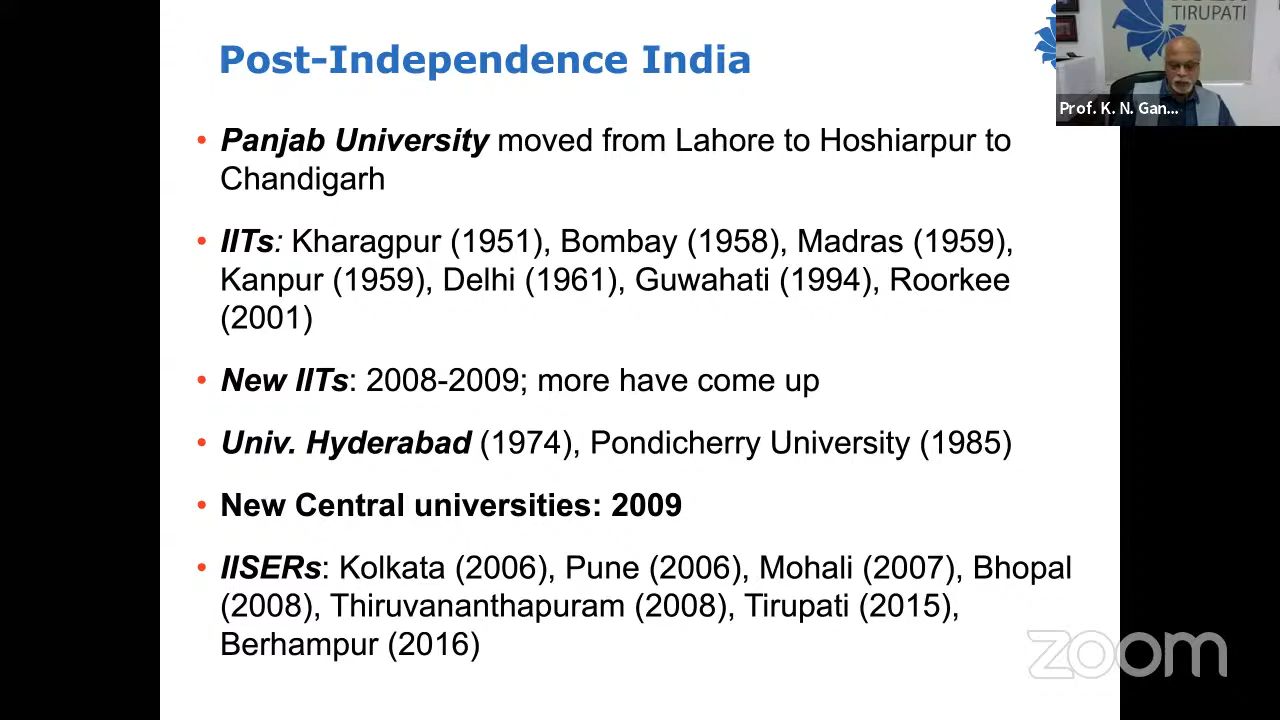 Post-Independence India
TIRUPATI
Prof. K. N. Gan...
• Panjab University moved from Lahore to Hoshiarpur to
Chandigarh
• IITs: Kharagpur (1951), Bombay (1958), Madras (1959),
Kanpur (1959), Delhi (1961), Guwahati (1994), Roorkee
(2001)
• New IITs: 2008-2009; more have come up
• Univ. Hyderabad (1974), Pondicherry University (1985)
• New Central universities: 2009
• IISERs: Kolkata (2006), Pune (2006), Mohali (2007), Bhopal
(2008), Thiruvananthapuram (2008), Tirupati (2015),
Berhampur (2016)
zoom